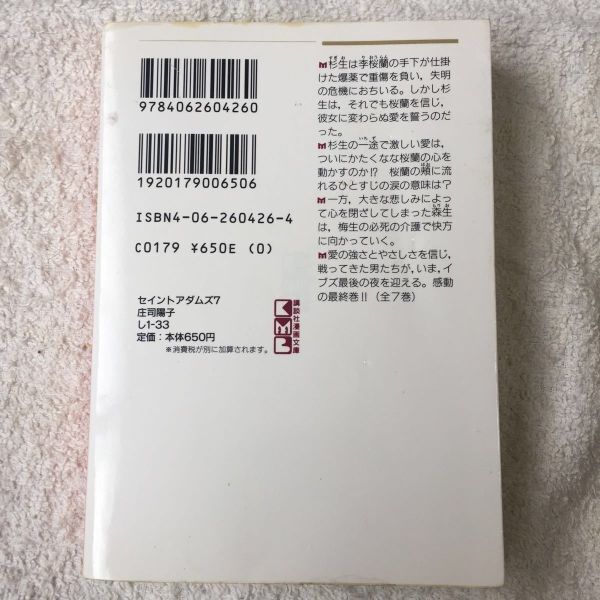 9784062604260
1920179006506
ISBN4-06-260426-4
C0179 ¥650E (0)
セイントアダムズ7
庄司陽子
し1-33
定価：本体650円
※消費税が別に加算されます。
講談社漫画文庫
KMB
M杉生は李桜蘭の手下が仕掛
けた爆薬で重傷を負い，失明
の危機におちいる。しかし杉
生は，それでも桜蘭を信じ，
彼女に変わらぬ愛を誓うのだ
った。
M杉生の一途で激しい愛は，
ついにかたくなな桜蘭の心を
動かすのか!? 桜蘭の頰に流
れるひとすじの涙の意味は？
M一方，大きな悲しみによっ
て心を閉ざしてしまった森生
は，梅生の必死の介護で快方
に向かっていく。
M愛の強さとやさしさを信じ，
戦ってきた男たちが，いま，イ
ブズ最後の夜を迎える。感動
の最終巻!!（全7巻）